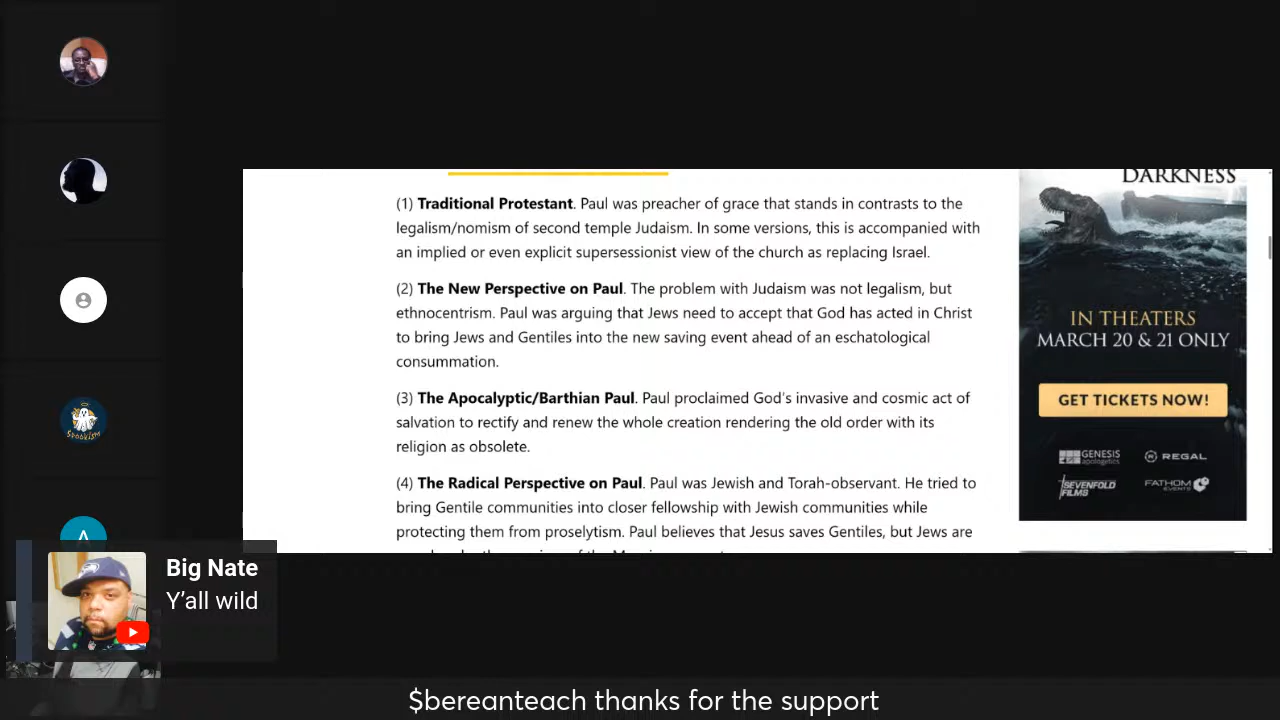 DARKNESS
(1) Traditional Protestant. Paul was preacher of grace that stands in contrasts to the
legalism/nomism of second temple Judaism. In some versions, this is accompanied with
an implied or even explicit supersessionist view of the church as replacing Israel.
(2) The New Perspective on Paul. The problem with Judaism was not legalism, but
ethnocentrism. Paul was arguing that Jews need to accept that God has acted in Christ
to bring Jews and Gentiles into the new saving event ahead of an eschatological
consummation.
(3) The Apocalyptic/Barthian Paul. Paul proclaimed God's invasive and cosmic act of
salvation to rectify and renew the whole creation rendering the old order with its
religion as obsolete.
(4) The Radical Perspective on Paul. Paul was Jewish and Torah-observant. He tried to
bring Gentile communities into closer fellowship with Jewish communities while
protecting them from proselytism. Paul believes that Jesus saves Gentiles, but Jews are
IN THEATERS
MARCH 20 & 21 ONLY
GET TICKETS NOW!
GENESIS
apologetics
REGAL
SEVENFOLD
FILMS
FATHOM
EVENTS
Spookism
A
Big Nate
Y'all wild
$bereanteach thanks for the support